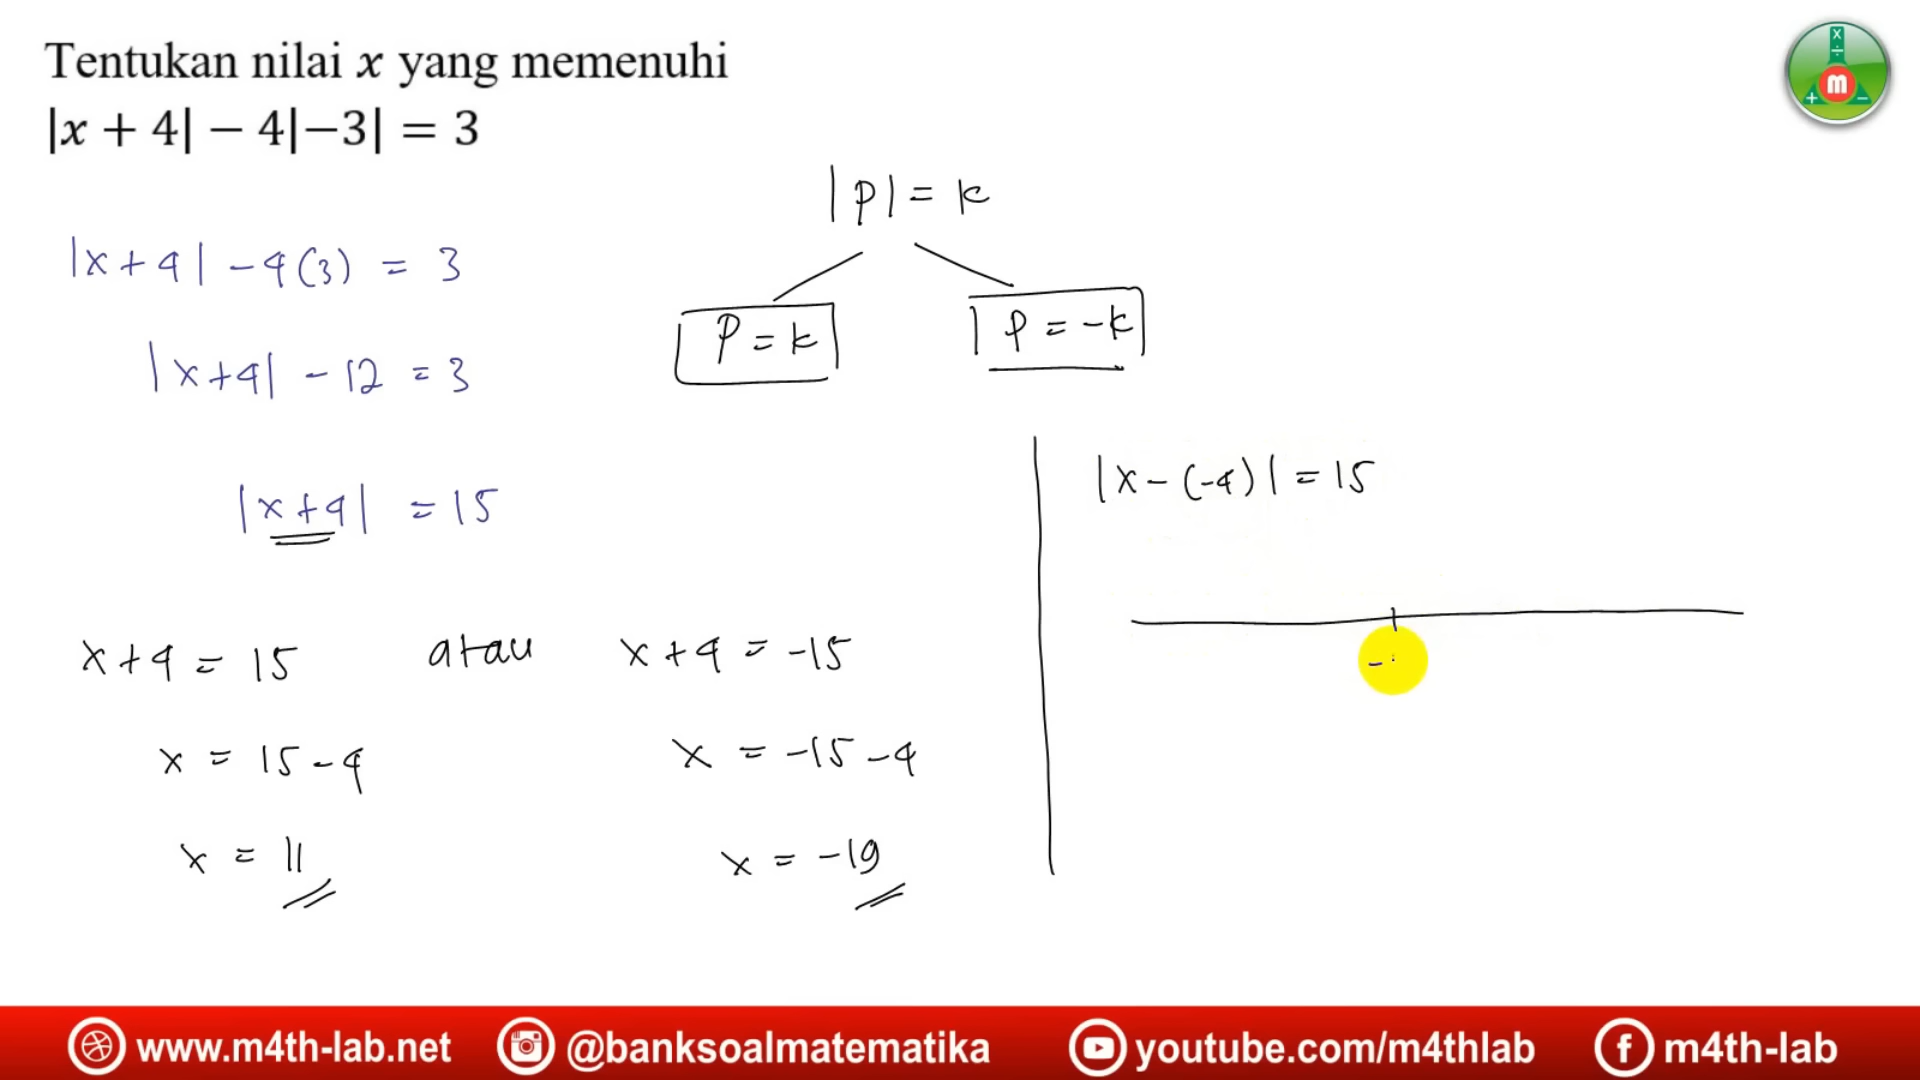 Tentukan nilai x yang memenuhi
|x + 4| − 4|−3| = 3
|p| = k
p = k
p = -k
|x+4| - 4(3) = 3
|x+4| - 12 = 3
|x+4| = 15
x+4 = 15 atau x+4 = -15
x = 15-4 x = -15-4
x = 11 x = -19
|x-(-4)| = 15
-
www.m4th-lab.net @banksoalmatematika youtube.com/m4thlab m4th-lab